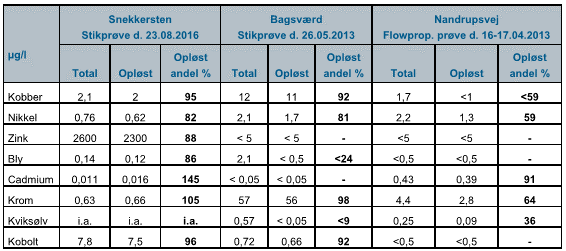 µg/l Snekkersten Bagsværd Nandrupsvej
Stikprøve d. 23.08.2016 Stikprøve d. 26.05.2013 Flowprop. prøve d. 16-17.04.2013
Total Opløst Opløst andel % Total Opløst Opløst andel % Total Opløst Opløst andel %
Kobber 2,1 2 95 12 11 92 1,7 <1 <59
Nikkel 0,76 0,62 82 2,1 1,7 81 2,2 1,3 59
Zink 2600 2300 88 < 5 < 5 - <5 <5 -
Bly 0,14 0,12 86 2,1 < 0,5 <24 <0,5 <0,5 -
Cadmium 0,011 0,016 145 < 0,05 < 0,05 - 0,43 0,39 91
Krom 0,63 0,66 105 57 56 98 4,4 2,8 64
Kviksølv i.a. i.a. i.a. 0,57 < 0,05 <9 0,25 0,09 36
Kobolt 7,8 7,5 96 0,72 0,66 92 <0,5 <0,5 -